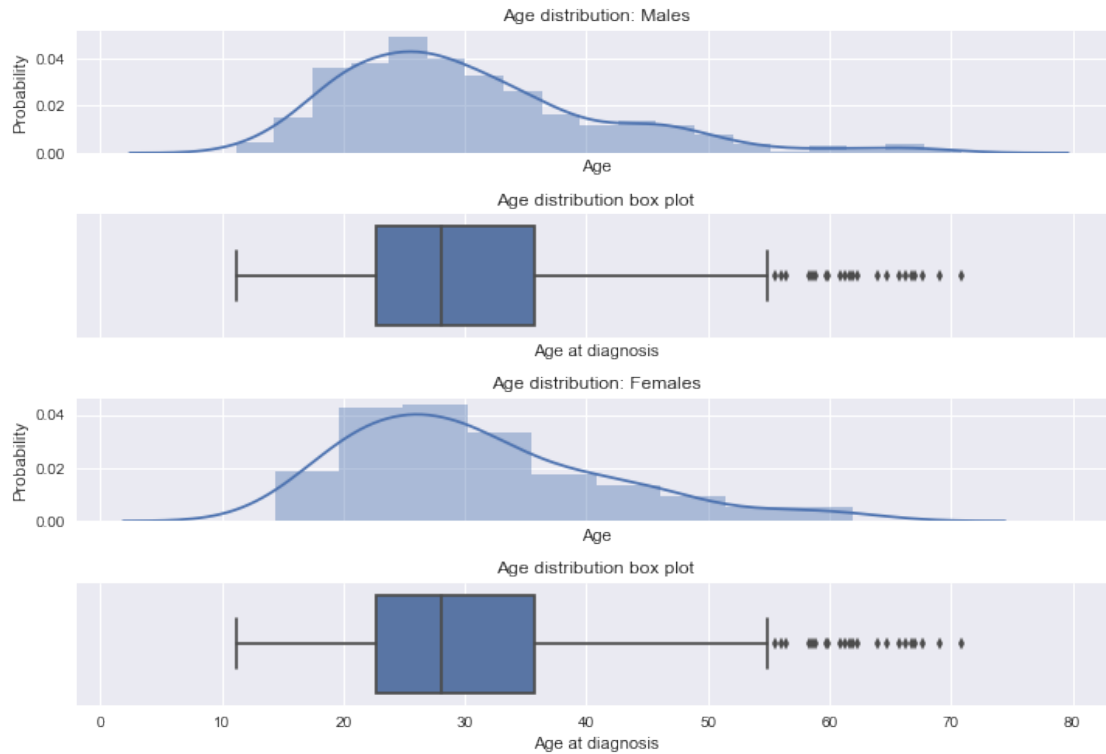 Age distribution: Males
0.04
0.02
0.00
Probability
Age
Age distribution box plot
Age at diagnosis
Age distribution: Females
0.04
0.02
0.00
Probability
Age
Age distribution box plot
0 10 20 30 40 50 60 70 80
Age at diagnosis